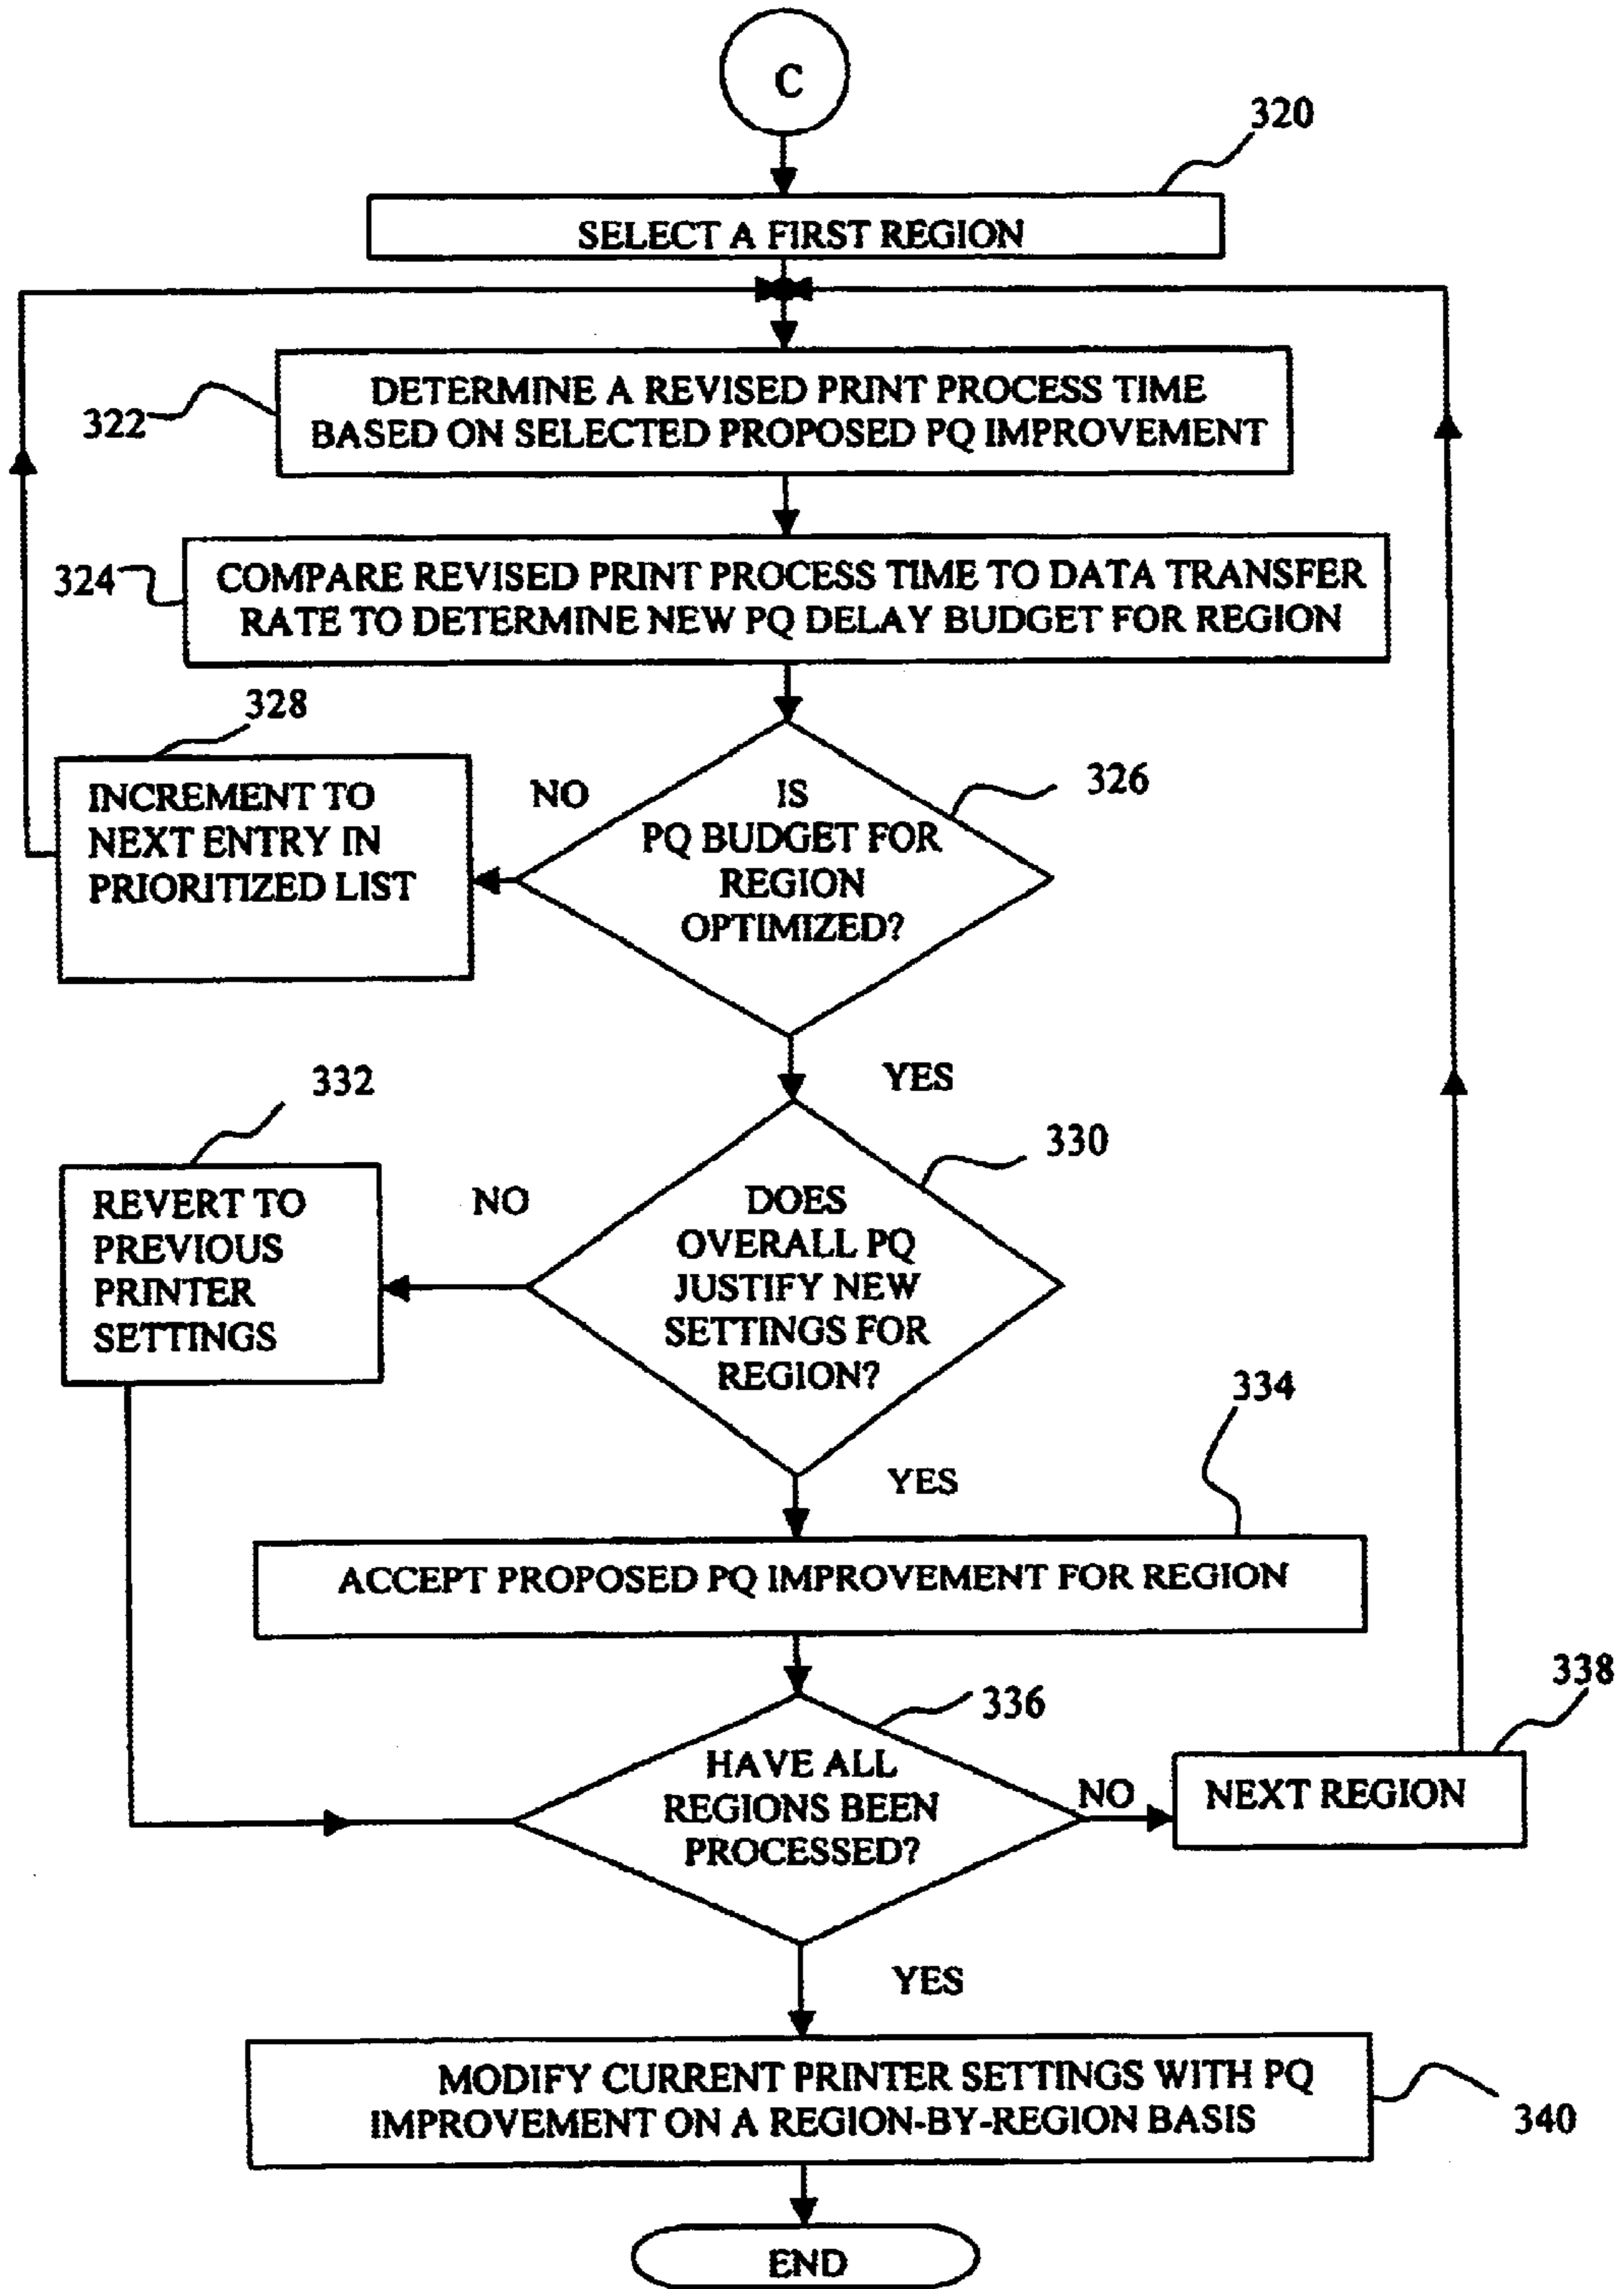 C
320
SELECT A FIRST REGION
322
DETERMINE A REVISED PRINT PROCESS TIME
BASED ON SELECTED PROPOSED PQ IMPROVEMENT
324
COMPARE REVISED PRINT PROCESS TIME TO DATA TRANSFER
RATE TO DETERMINE NEW PQ DELAY BUDGET FOR REGION
328
INCREMENT TO
NEXT ENTRY IN
PRIORITIZED LIST
NO
IS
PQ BUDGET FOR
REGION
OPTIMIZED?
326
YES
332
REVERT TO
PREVIOUS
PRINTER
SETTINGS
NO
DOES
OVERALL PQ
JUSTIFY NEW
SETTINGS FOR
REGION?
330
YES
334
ACCEPT PROPOSED PQ IMPROVEMENT FOR REGION
336
HAVE ALL
REGIONS BEEN
PROCESSED?
NO
338
NEXT REGION
YES
MODIFY CURRENT PRINTER SETTINGS WITH PQ
IMPROVEMENT ON A REGION-BY-REGION BASIS
340
END